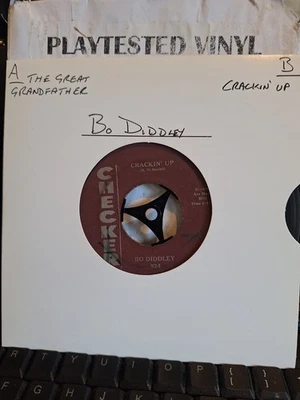 PLAYTESTED VINYL
A
THE GREAT
GRANDFATHER
B
CRACKIN' UP
BO DIDDLEY
CRACKIN' UP
CHECKER
BO DIDDLEY
924
R T Y U I O P
F G H J K L